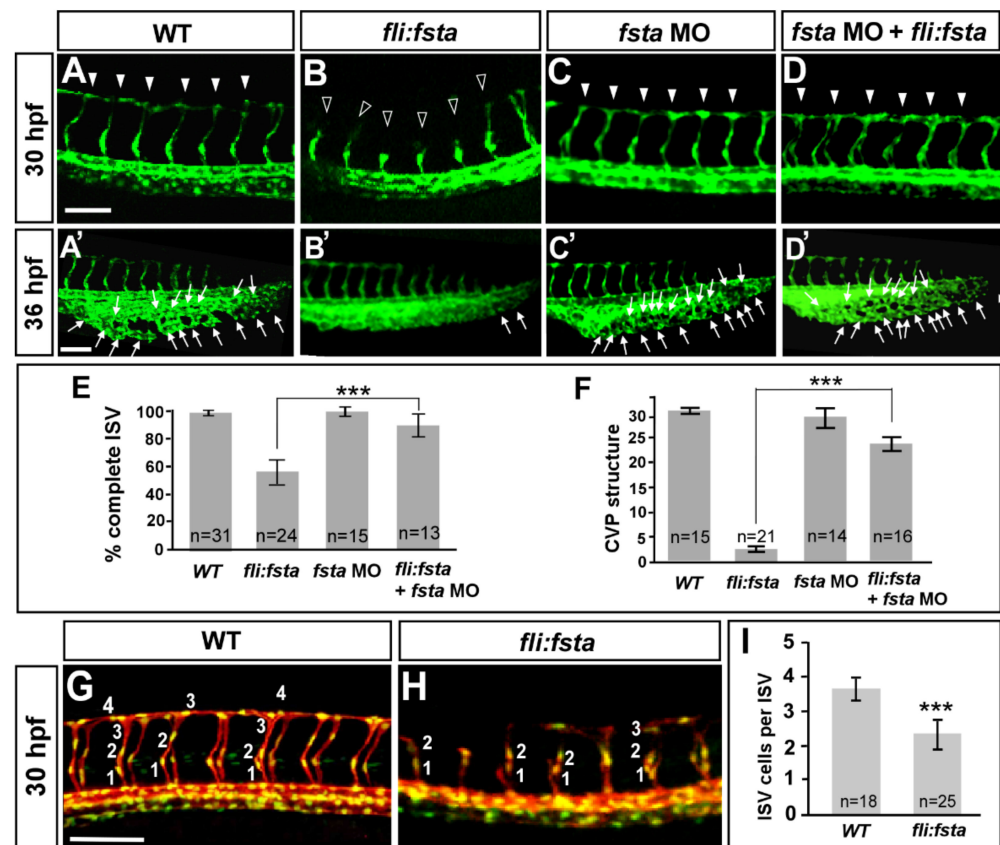 WT
fli:fsta
fsta MO
fsta MO + fli:fsta
30 hpf
A
B
C
D
36 hpf
A'
B'
C'
D'
E
% complete ISV
100
80
60
40
20
0
***
n=31
n=24
n=15
n=13
WT
fli:fsta
fsta MO
fli:fsta
+ fsta MO
F
CVP structure
30
25
20
15
10
5
0
***
n=15
n=21
n=14
n=16
WT
fli:fsta
fsta MO
fli:fsta
+ fsta MO
WT
fli:fsta
30 hpf
G
4
3
4
3
2
1
2
1
3
2
1
H
2
1
2
1
2
1
3
2
1
I
ISV cells per ISV
5
4
3
2
1
0
***
n=18
n=25
WT
fli:fsta